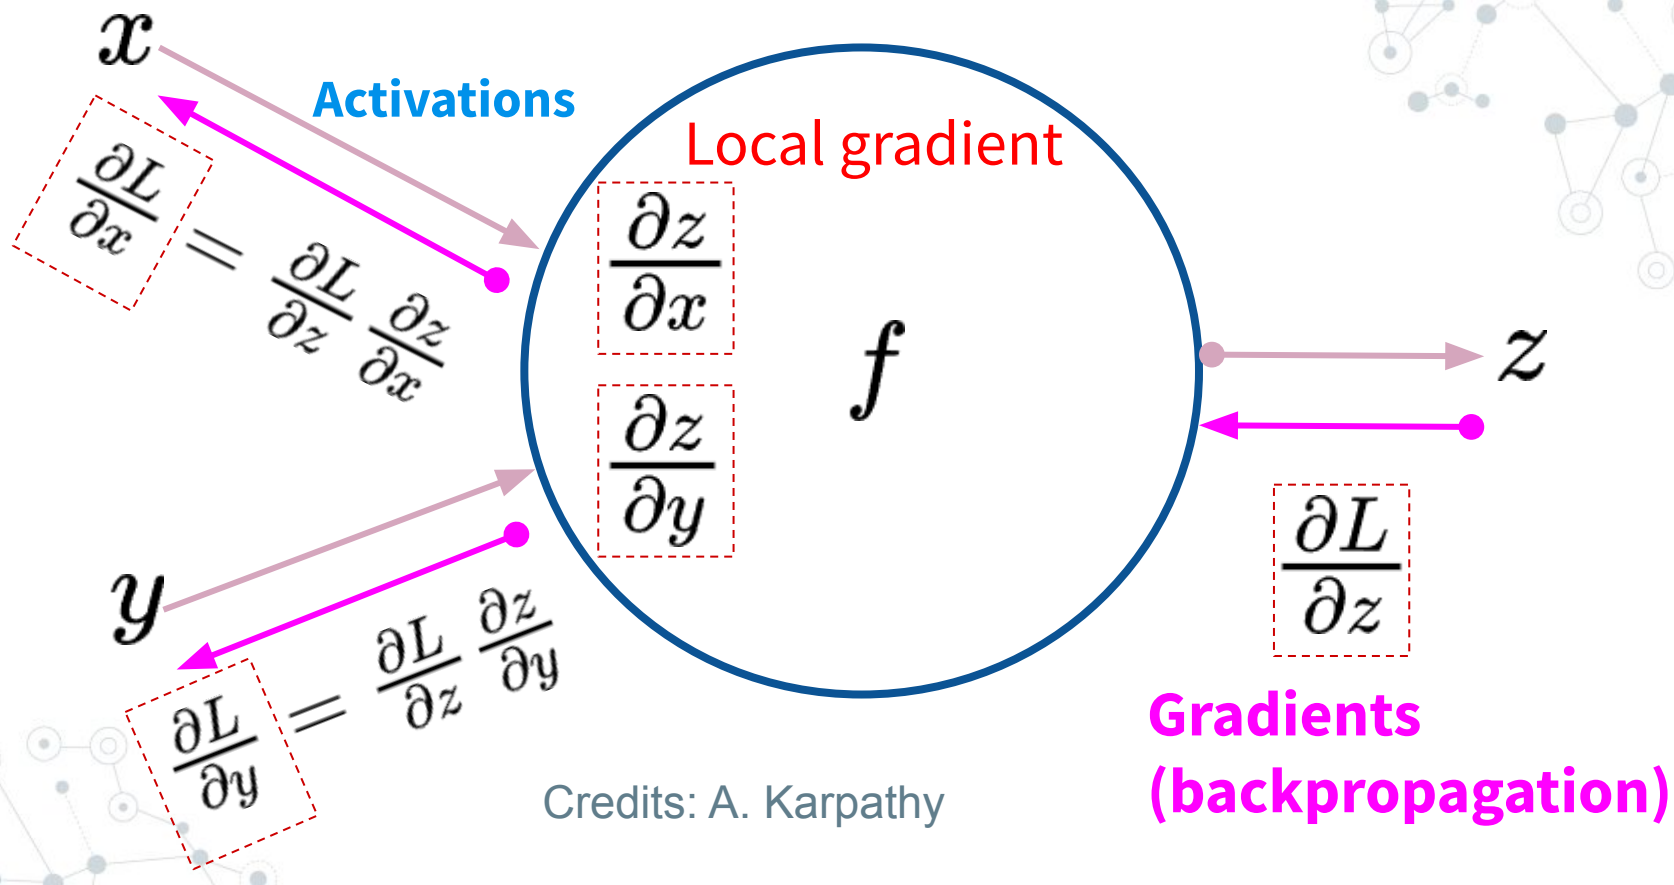 x
Activations
Local gradient
∂L/∂x = ∂L/∂z ∂z/∂x
∂z/∂x
f
z
∂z/∂y
y
∂L/∂y = ∂L/∂z ∂z/∂y
∂L/∂z
Gradients
(backpropagation)
Credits: A. Karpathy